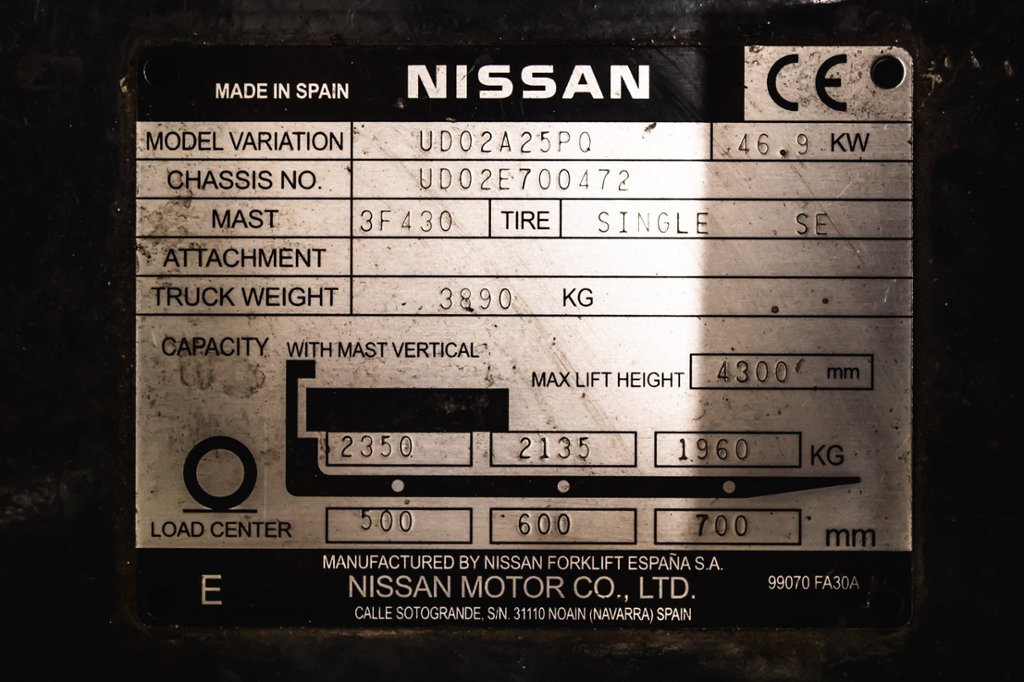 MADE IN SPAIN NISSAN CE
MODEL VARIATION UD02A25PQ 46.9 KW
CHASSIS NO. UD02E700472
MAST 3F430 TIRE SINGLE SE
ATTACHMENT
TRUCK WEIGHT 3890 KG
CAPACITY WITH MAST VERTICAL
MAX LIFT HEIGHT 4300 mm
2350 2135 1960 KG
500 600 700
LOAD CENTER mm
MANUFACTURED BY NISSAN FORKLIFT ESPAÑA S.A.
E NISSAN MOTOR CO., LTD. 99070 FA30A
CALLE SOTOGRANDE, S/N. 31110 NOAIN (NAVARRA) SPAIN